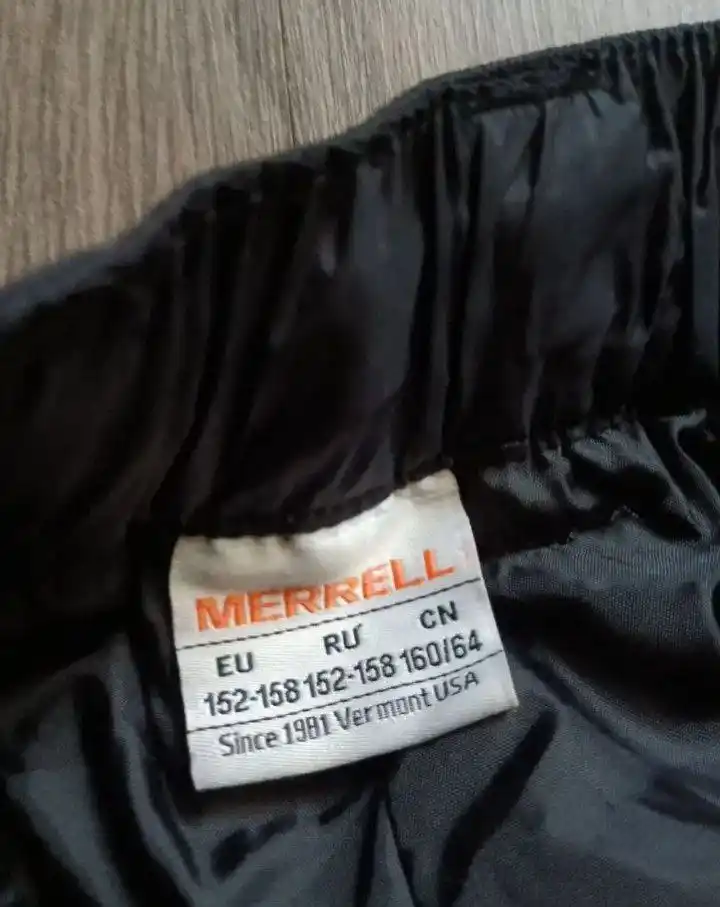 MERRELL
EU RU CN
152-158 152-158 160/64
Since 1981 Vermont USA